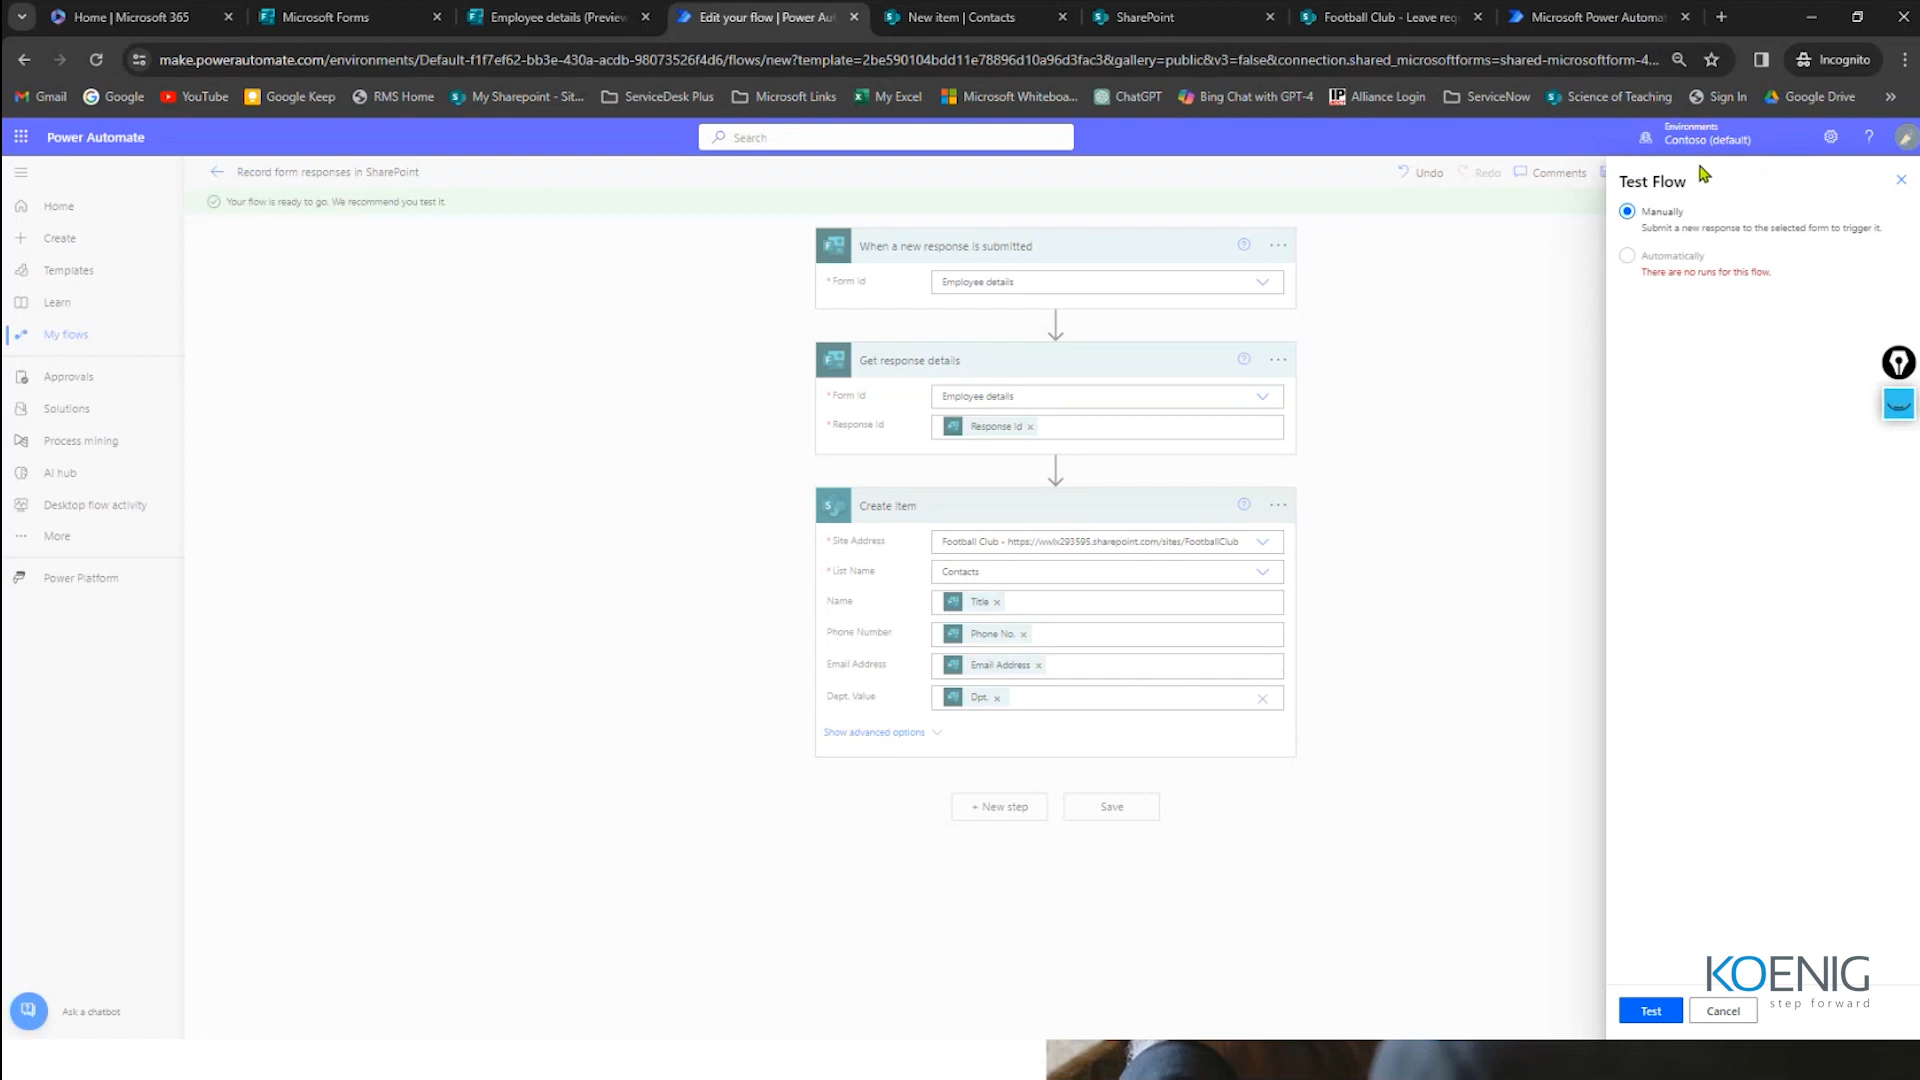 Home | Microsoft 365
Microsoft Forms
Employee details (Preview
Edit your flow | Power Au
New item | Contacts
SharePoint
Football Club - Leave req
Microsoft Power Automa
make.powerautomate.com/environments/Default-f1f7ef62-bb3e-430a-acdb-98073526f4d6/flows/new?template=2be590104bdd11e78896d10a96d3fac3&gallery=public&v3=false&connection.shared_microsoftforms=shared-microsoftform-4...
Incognito
Gmail
Google
YouTube
Google Keep
RMS Home
My Sharepoint - Sit...
ServiceDesk Plus
Microsoft Links
My Excel
Microsoft Whiteboa...
ChatGPT
Bing Chat with GPT-4
Alliance Login
ServiceNow
Science of Teaching
Sign In
Google Drive
Power Automate
Search
Environments
Contoso (default)
Record form responses in SharePoint
Undo
Redo
Comments
Your flow is ready to go. We recommend you test it.
Home
Create
Templates
Learn
My flows
Approvals
Solutions
Process mining
AI hub
Desktop flow activity
More
Power Platform
Ask a chatbot
When a new response is submitted
* Form Id
Employee details
Get response details
* Form Id
Employee details
* Response Id
Response Id
Create item
* Site Address
Football Club - https://wwlx293595.sharepoint.com/sites/FootballClub
* List Name
Contacts
Name
Title
Phone Number
Phone No.
Email Address
Email Address
Dept. Value
Dpt.
Show advanced options
+ New step
Save
Test Flow
Manually
Submit a new response to the selected form to trigger it.
Automatically
There are no runs for this flow.
KOENIG
step forward
Test
Cancel